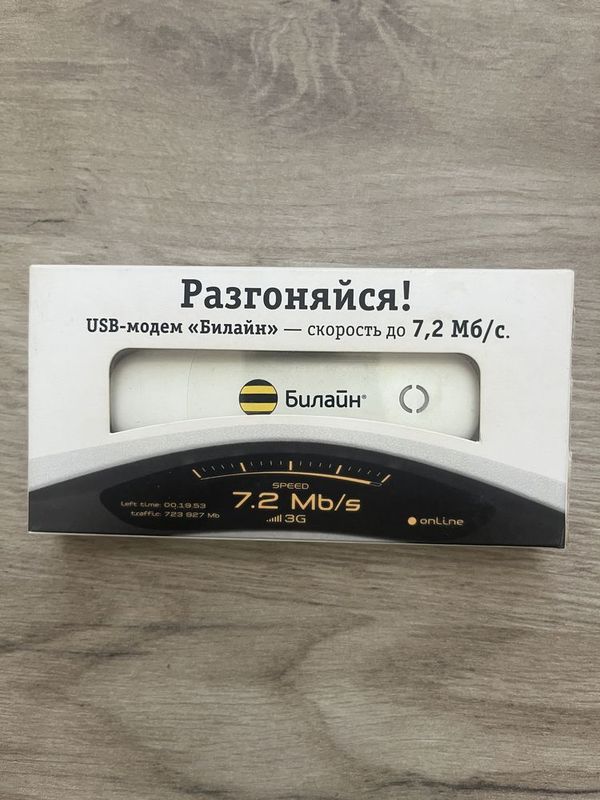 Разгоняйся!
USB-модем «Билайн» — скорость до 7,2 Мб/с.
Билайн®
SPEED
7.2 Mb/s
3G
Left time: 00.19.53
traffic: 723 927 Mb
online